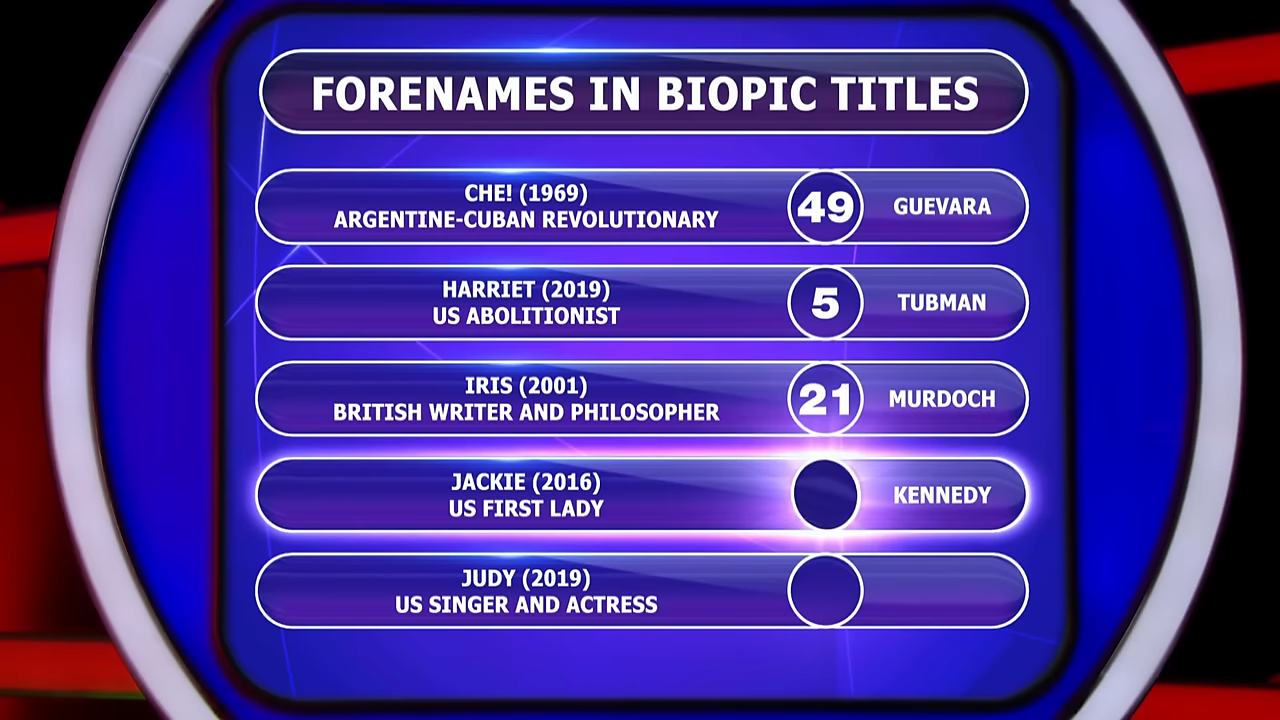 FORENAMES IN BIOPIC TITLES
CHE! (1969)
ARGENTINE-CUBAN REVOLUTIONARY
49
GUEVARA
HARRIET (2019)
US ABOLITIONIST
5
TUBMAN
IRIS (2001)
BRITISH WRITER AND PHILOSOPHER
21
MURDOCH
JACKIE (2016)
US FIRST LADY
KENNEDY
JUDY (2019)
US SINGER AND ACTRESS